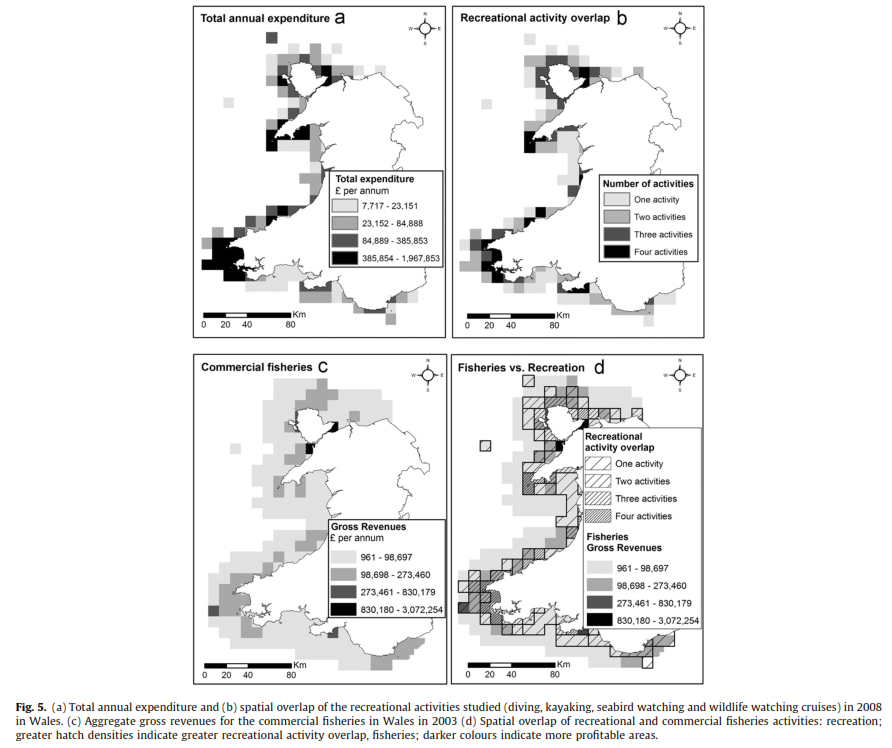 Total annual expenditure a
N
W E
S
Total expenditure
£ per annum
7,717 - 23,151
23,152 - 84,888
84,889 - 385,853
385,854 - 1,967,853
Km
0 20 40 80
Recreational activity overlap b
N
W E
S
Number of activities
One activity
Two activities
Three activities
Four activities
Km
0 20 40 80
Commercial fisheries c
N
W E
S
Gross Revenues
£ per annum
961 - 98,697
98,698 - 273,460
273,461 - 830,179
830,180 - 3,072,254
Km
0 20 40 80
Fisheries vs. Recreation d
N
W E
S
Recreational
activity overlap
One activity
Two activities
Three activities
Four activities
Fisheries
Gross Revenues
961 - 98,697
98,698 - 273,460
273,461 - 830,179
830,180 - 3,072,254
Km
0 20 40 80
Fig. 5. (a) Total annual expenditure and (b) spatial overlap of the recreational activities studied (diving, kayaking, seabird watching and wildlife watching cruises) in 2008
in Wales. (c) Aggregate gross revenues for the commercial fisheries in Wales in 2003 (d) Spatial overlap of recreational and commercial fisheries activities: recreation;
greater hatch densities indicate greater recreational activity overlap, fisheries; darker colours indicate more profitable areas.